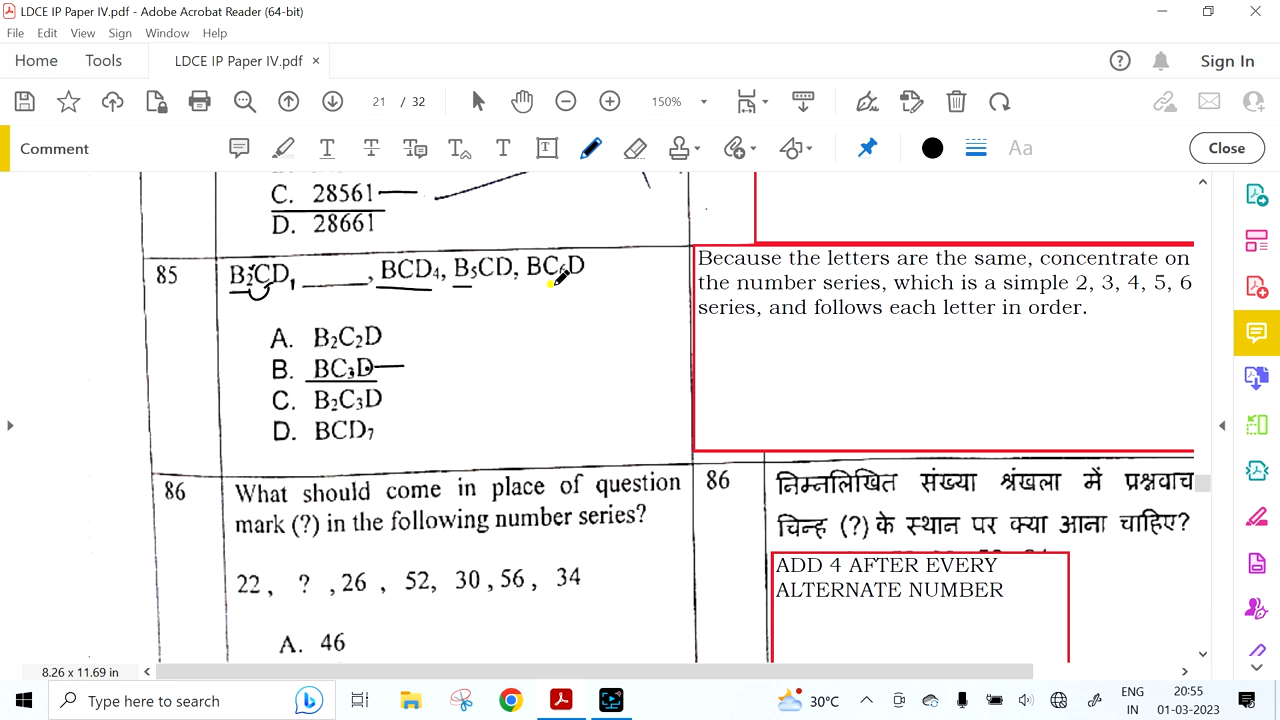 LDCE IP Paper IV.pdf - Adobe Acrobat Reader (64-bit)
File Edit View Sign Window Help
Home Tools LDCE IP Paper IV.pdf × Sign In
21 / 32 150%
Comment Aa Close
C. 28561
D. 28661
85 B₂CD, _____, BCD₄, B₅CD, BC₆D
Because the letters are the same, concentrate on
the number series, which is a simple 2, 3, 4, 5, 6
series, and follows each letter in order.
A. B₂C₂D
B. BC₃D
C. B₂C₃D
D. BCD₇
86 What should come in place of question
mark (?) in the following number series?
22 , ? , 26 , 52, 30 , 56 , 34
A. 46
86 निम्नलिखित संख्या श्रंखला में प्रश्नवाच
चिन्ह (?) के स्थान पर क्या आना चाहिए?
ADD 4 AFTER EVERY
ALTERNATE NUMBER
8.26 x 11.69 in
Type here to search 30°C ENG 20:55
IN 01-03-2023